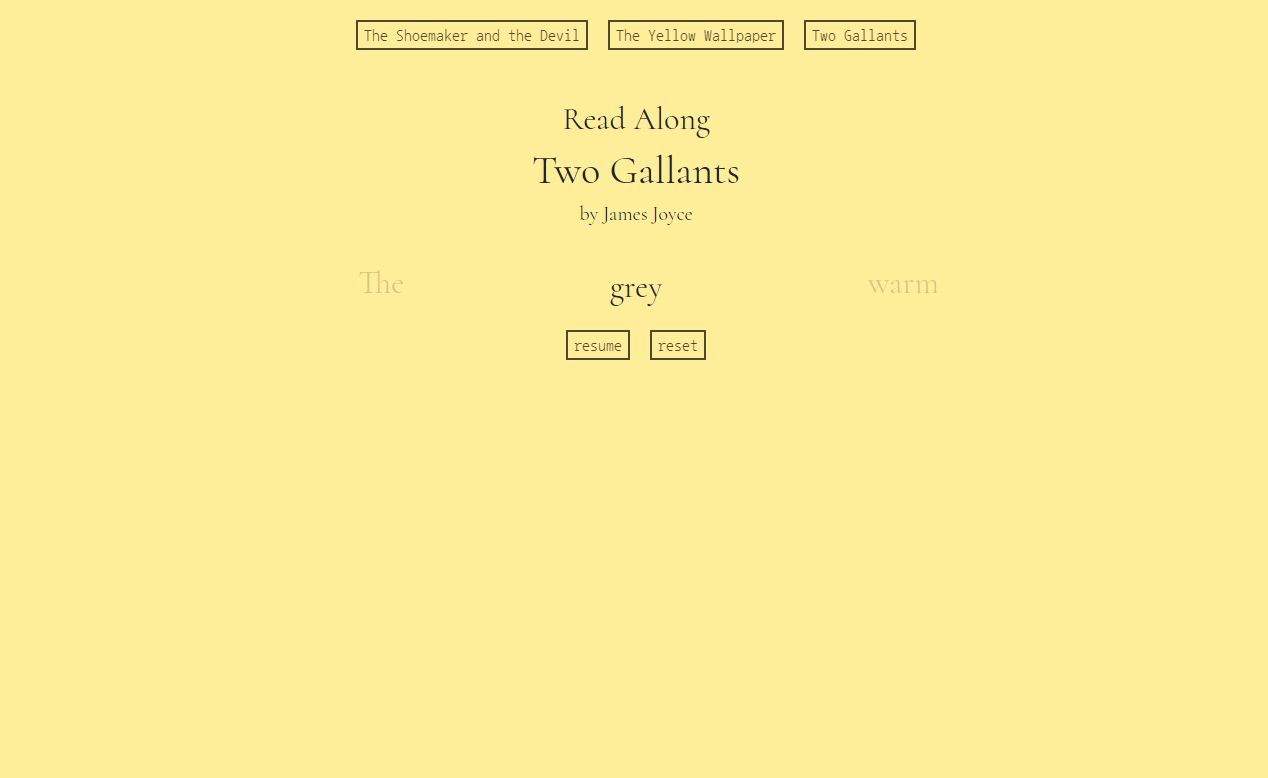 The Shoemaker and the Devil The Yellow Wallpaper Two Gallants
Read Along
Two Gallants
by James Joyce
The grey warm
resume reset